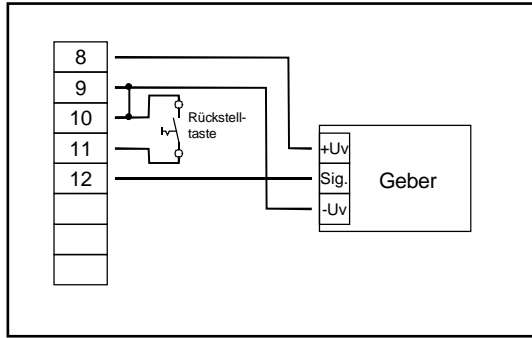 8
9
10
11
12
Rückstell-
taste
+Uv
Sig.
-Uv
Geber